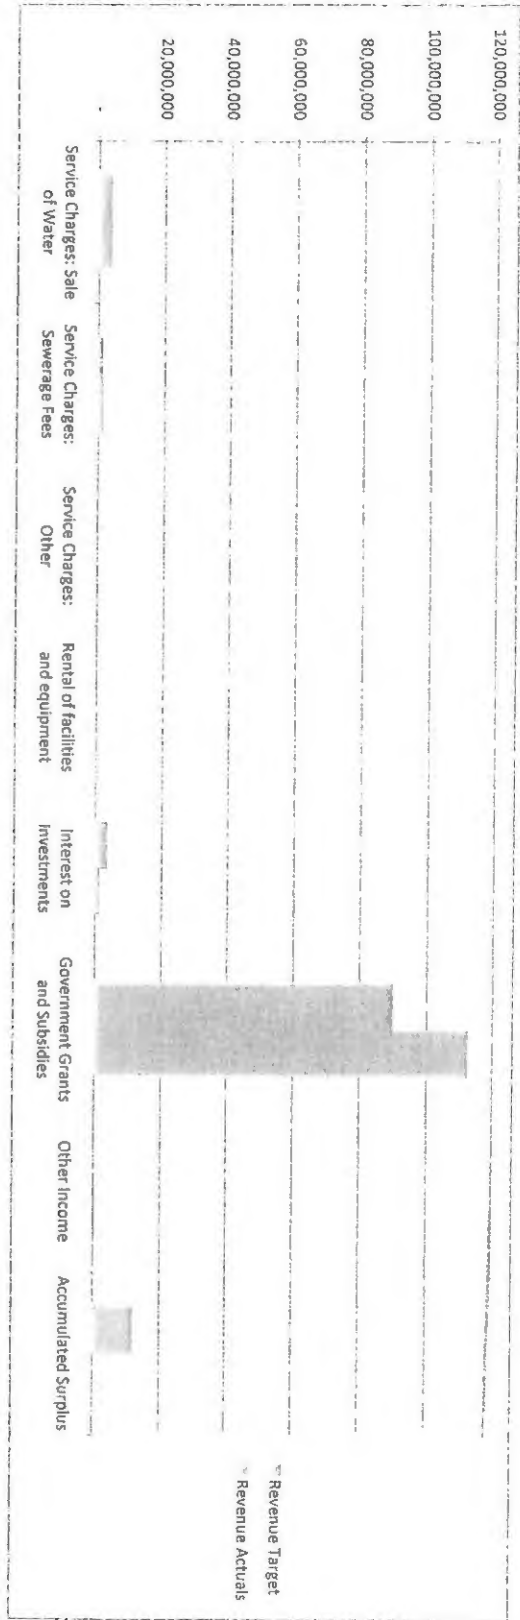 120,000,000
100,000,000
80,000,000
60,000,000
40,000,000
20,000,000
-
Service Charges: Sale
of Water
Service Charges:
Sewerage Fees
Service Charges:
Other
Rental of facilities
and equipment
Interest on
Investments
Government Grants
and Subsidies
Other Income
Accumulated Surplus
Revenue Target
Revenue Actuals